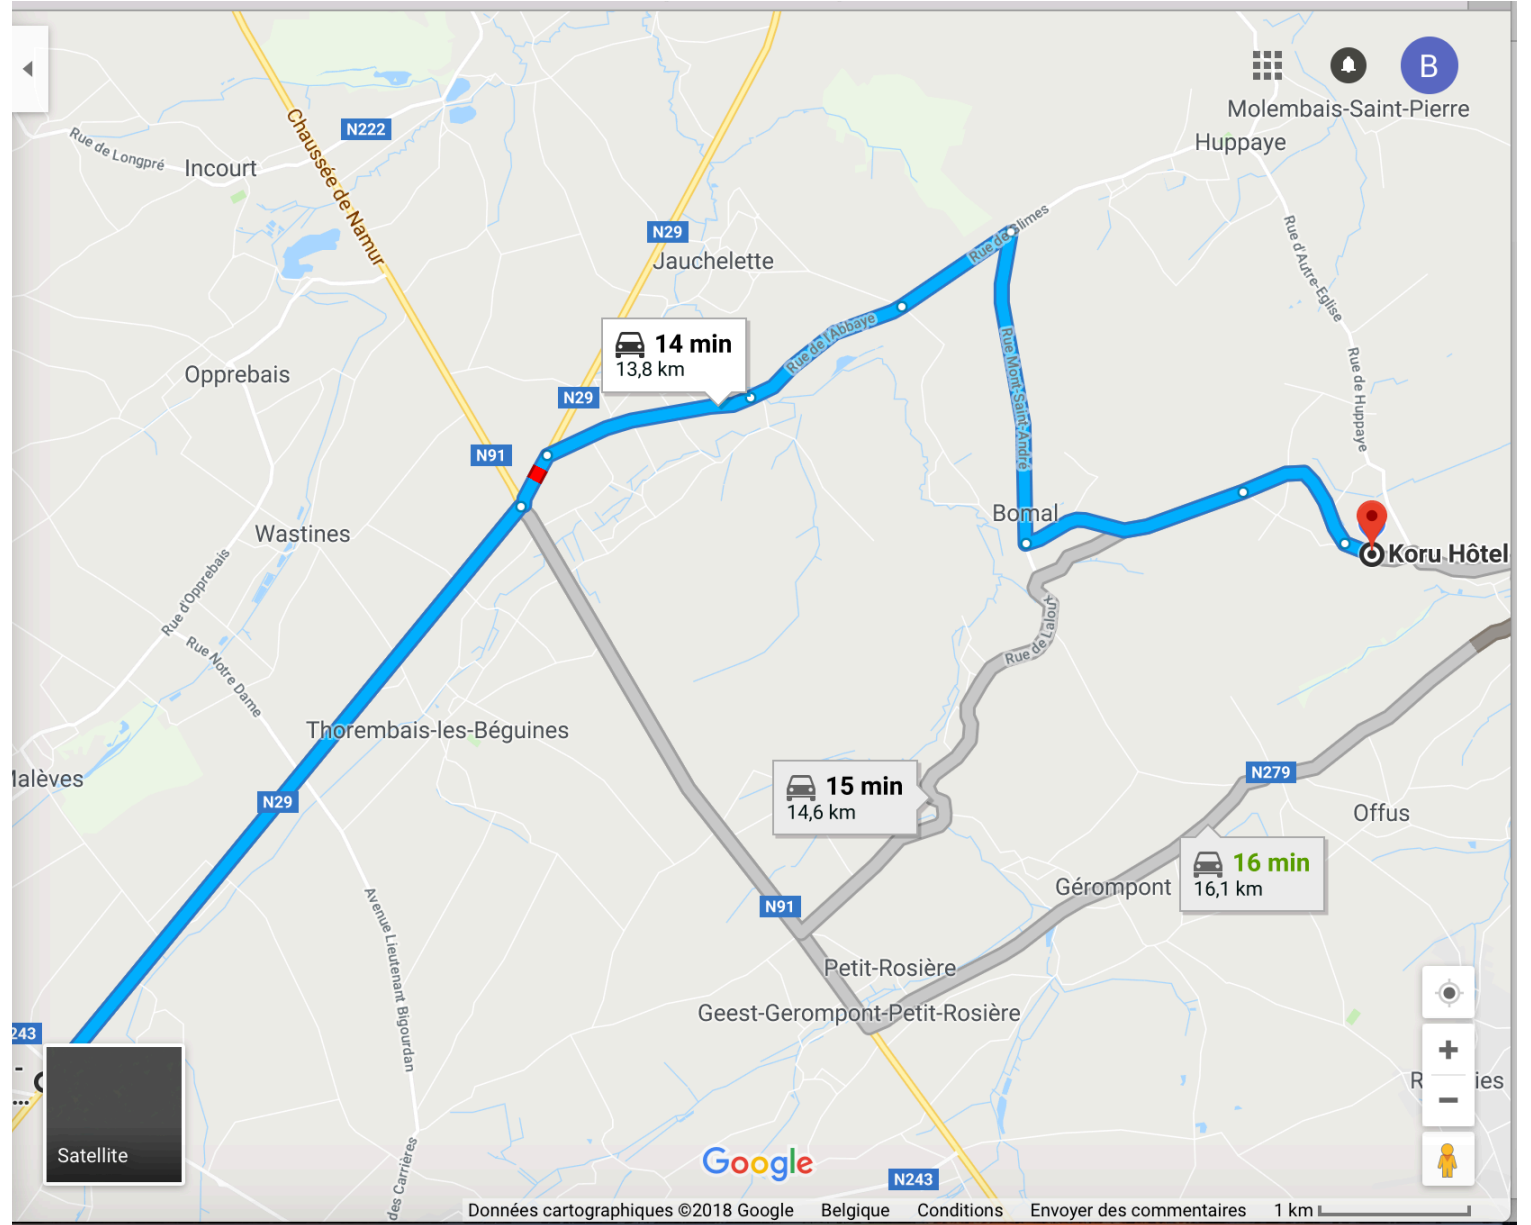 B
Molembais-Saint-Pierre
Huppaye
N222
Rue de Longpré
Incourt
Chaussée de Namur
N29
Jauchelette
Rue d'Autre-Eglise
14 min
13,8 km
Rue de l'Abbaye
Rue Mont-Saint-André
Rue de Huppaye
Opprebais
N29
N91
Bomal
Wastines
Koru Hôtel
Rue d'Opprebais
Rue de Laloux
Rue Notre Dame
Thorembais-les-Béguines
N279
15 min
14,6 km
N29
Offus
16 min
16,1 km
Gérompont
N91
Avenue Lieutenant Bigourdan
Petit-Rosière
Geest-Gerompont-Petit-Rosière
243
-
...
Satellite
Google
N243
des Carrières
Données cartographiques ©2018 Google Belgique Conditions Envoyer des commentaires 1 km